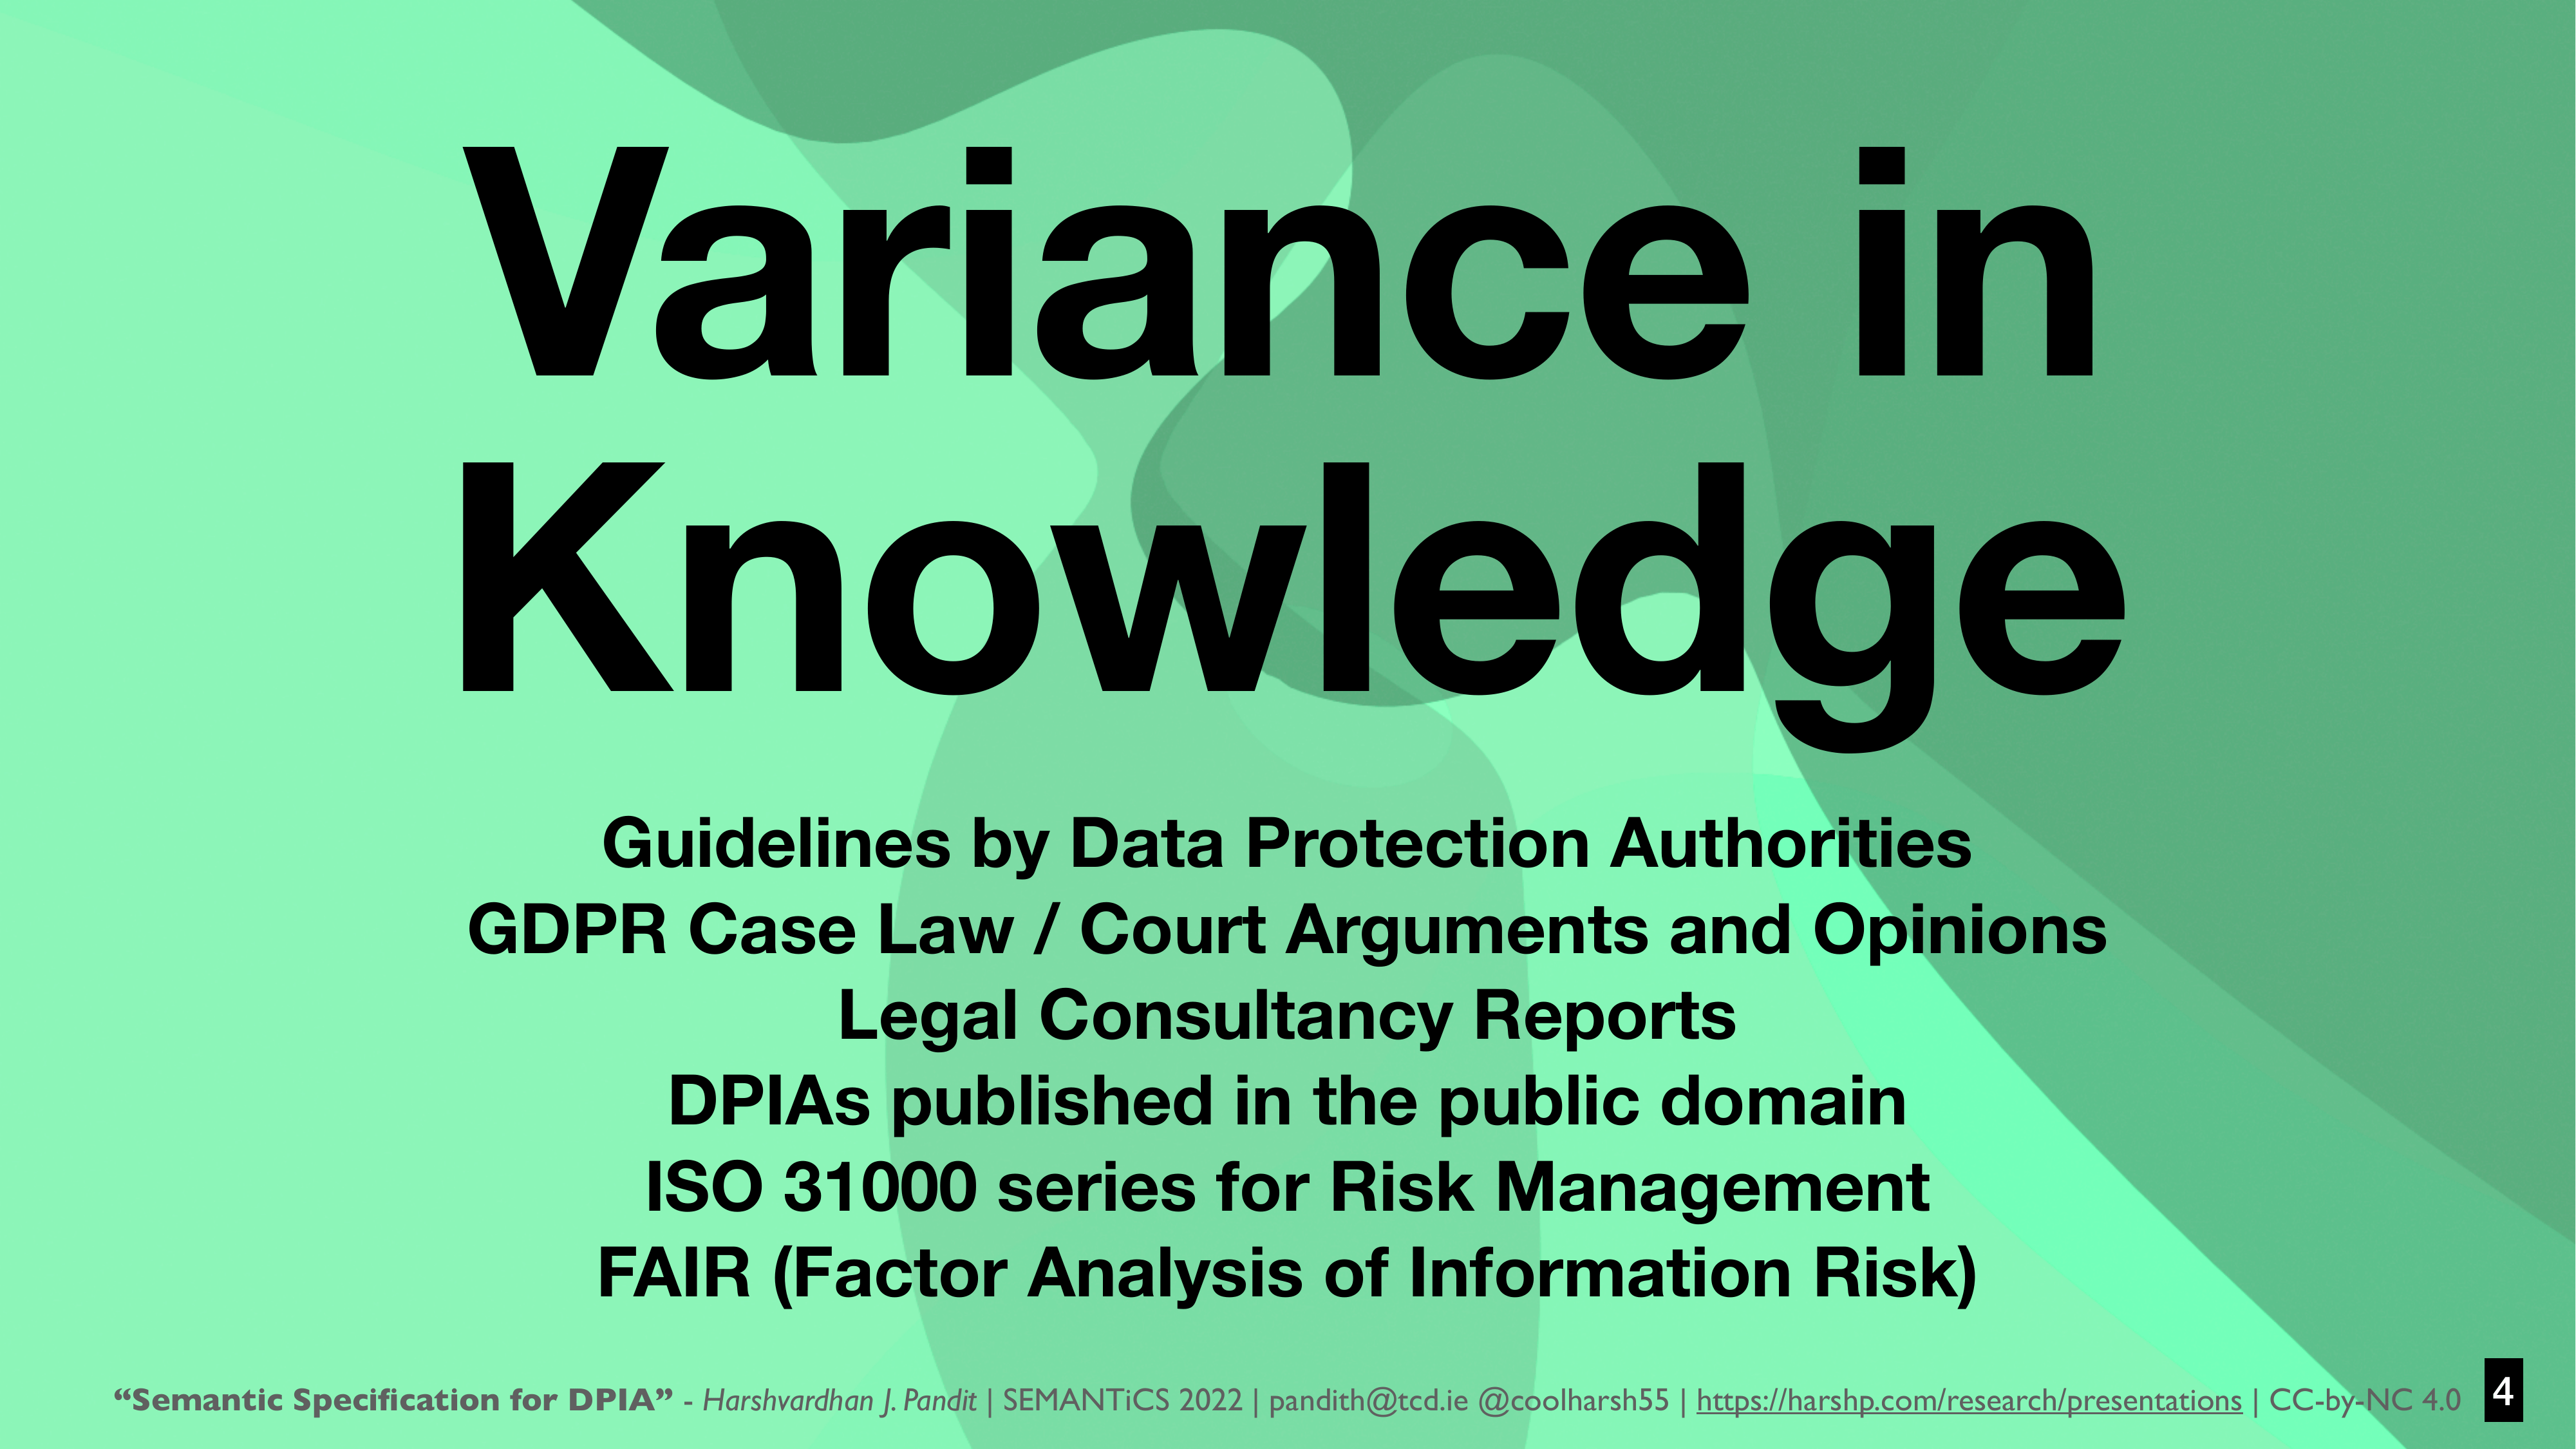 Variance in
Knowledge
Guidelines by Data Protection Authorities
GDPR Case Law / Court Arguments and Opinions
Legal Consultancy Reports
DPIAs published in the public domain
ISO 31000 series for Risk Management
FAIR (Factor Analysis of Information Risk)
“Semantic Specification for DPIA” - Harshvardhan J. Pandit | SEMANTiCS 2022 | pandith@tcd.ie @coolharsh55 | https://harshp.com/research/presentations | CC-by-NC 4.0 4